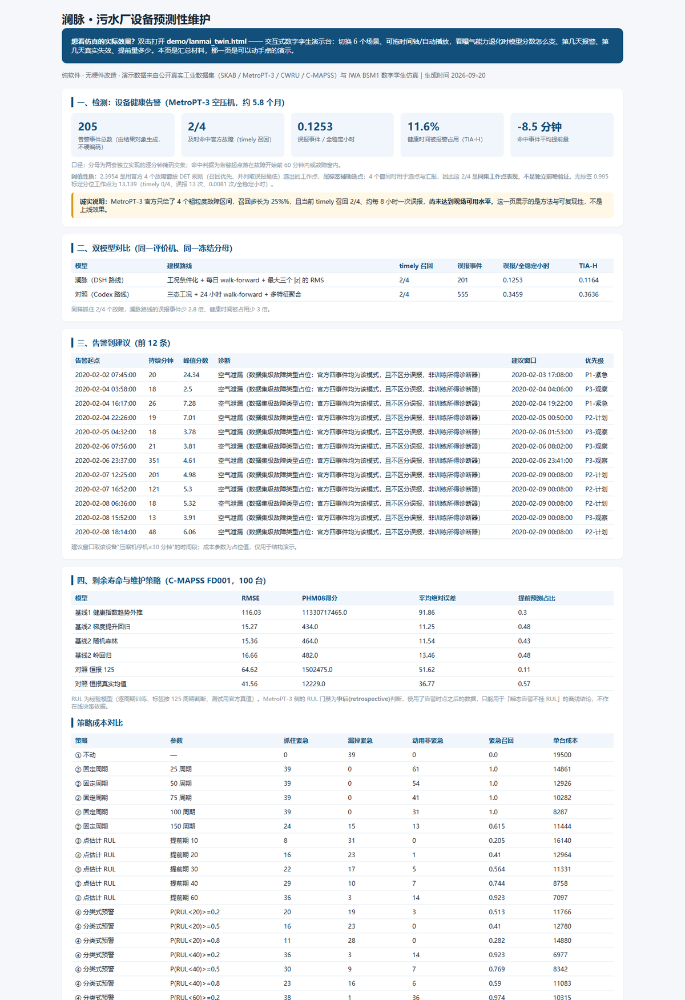 澜脉 · 污水厂设备预测性维护
想看仿真的实际效果？双击打开 demo/lanmai_twin.html —— 交互式数字孪生演示台：切换 6 个场景、可拖时间轴/自动播放，看曝气能力退化时模型分数怎么变、第几天报警、第
几天真实失效、提前量多少。本页是汇总材料，那一页是可以动手点的演示。
纯软件 · 无硬件改造 · 演示数据来自公开真实工业数据集（SKAB / MetroPT-3 / CWRU / C-MAPSS）与 IWA BSM1 数字孪生仿真 | 生成时间 2026-09-20
一、检测：设备健康告警（MetroPT-3 空压机，约 5.8 个月）
205 2/4 0.1253 11.6% -8.5 分钟
告警事件总数（由结果对象生成， 及时命中官方故障（timely 召回） 误报事件 / 全稳定小时 健康时间被报警占用（TIA-H） 命中事件平均提前量
不硬编码）
口径：分母为两套独立实现的逐分钟掩码交集；命中判据为告警起点落在故障开始前 60 分钟内或故障窗内。
阈值性质：2.3954 是用官方 4 个故障窗按 DET 规则（召回优先、并列取误报最低）选出的工作点，属标签辅助选点；4 个窗同时用于选点与汇报，因此这 2/4 是同集工作点表现，不是独立前瞻验证。无标签 0.995
标定分位工作点为 13.139（timely 0/4、误报 13 次、0.0081 次/全稳定小时）。
诚实说明：MetroPT-3 官方只给了 4 个粗粒度故障区间，召回步长为 25%%，且当前 timely 召回 2/4、约每 8 小时一次误报，尚未达到现场可用水平。这一页展示的是方法与可复现性，不是
上线效果。
二、双模型对比（同一评价机、同一冻结分母）
模型 建模路线 timely 召回 误报事件 误报/全稳定小时 TIA-H
澜脉（DSH 路线） 工况条件化 + 每日 walk-forward + 最大三个 |z| 的 RMS 2/4 201 0.1253 0.1164
对照（Codex 路线） 三态工况 + 24 小时 walk-forward + 多特征聚合 2/4 555 0.3459 0.3636
同样抓住 2/4 个故障，澜脉路线的误报事件少 2.8 倍、健康时间被占用少 3 倍。
三、告警到建议（前 12 条）
告警起点 持续分钟 峰值分数 诊断 建议窗口 优先级
2020-02-02 07:45:00 20 24.34 空气泄漏（数据集级故障类型占位：官方四事件均为该模式，且不区分误报，非训练所得诊断器） 2020-02-03 17:08:00 P1-紧急
2020-02-04 03:58:00 18 2.5 空气泄漏（数据集级故障类型占位：官方四事件均为该模式，且不区分误报，非训练所得诊断器） 2020-02-04 04:06:00 P3-观察
2020-02-04 16:17:00 26 7.28 空气泄漏（数据集级故障类型占位：官方四事件均为该模式，且不区分误报，非训练所得诊断器） 2020-02-04 19:22:00 P1-紧急
2020-02-04 22:26:00 19 7.01 空气泄漏（数据集级故障类型占位：官方四事件均为该模式，且不区分误报，非训练所得诊断器） 2020-02-05 00:50:00 P2-计划
2020-02-05 04:32:00 18 3.78 空气泄漏（数据集级故障类型占位：官方四事件均为该模式，且不区分误报，非训练所得诊断器） 2020-02-06 01:53:00 P3-观察
2020-02-06 07:56:00 21 3.81 空气泄漏（数据集级故障类型占位：官方四事件均为该模式，且不区分误报，非训练所得诊断器） 2020-02-06 08:02:00 P3-观察
2020-02-06 23:37:00 351 4.61 空气泄漏（数据集级故障类型占位：官方四事件均为该模式，且不区分误报，非训练所得诊断器） 2020-02-06 23:41:00 P3-观察
2020-02-07 12:25:00 201 4.98 空气泄漏（数据集级故障类型占位：官方四事件均为该模式，且不区分误报，非训练所得诊断器） 2020-02-09 00:08:00 P2-计划
2020-02-07 16:52:00 121 5.3 空气泄漏（数据集级故障类型占位：官方四事件均为该模式，且不区分误报，非训练所得诊断器） 2020-02-09 00:08:00 P2-计划
2020-02-08 06:36:00 18 5.32 空气泄漏（数据集级故障类型占位：官方四事件均为该模式，且不区分误报，非训练所得诊断器） 2020-02-09 00:08:00 P2-计划
2020-02-08 15:52:00 13 3.91 空气泄漏（数据集级故障类型占位：官方四事件均为该模式，且不区分误报，非训练所得诊断器） 2020-02-09 00:08:00 P3-观察
2020-02-08 18:14:00 48 6.06 空气泄漏（数据集级故障类型占位：官方四事件均为该模式，且不区分误报，非训练所得诊断器） 2020-02-09 00:08:00 P2-计划
建议窗口取该设备"压缩机停机≥30 分钟"的时间段；成本参数为占位值，仅用于结构演示。
四、剩余寿命与维护策略（C-MAPSS FD001，100 台）
模型 RMSE PHM08得分 平均绝对误差 提前预测占比
基线1 健康指数趋势外推 116.03 11330717465.0 91.86 0.3
基线2 梯度提升回归 15.27 434.0 11.25 0.48
基线2 随机森林 15.36 464.0 11.54 0.43
基线2 岭回归 16.66 482.0 13.46 0.48
对照 恒报 125 64.62 1502475.0 51.62 0.11
对照 恒报真实均值 41.56 12229.0 36.77 0.57
RUL 为经验模型（逐周期训练、标签按 125 周期截断、测试用官方真值）。MetroPT-3 侧的 RUL 门禁为事后(retrospective)判断，使用了告警时点之后的数据，只能用于「瞬态告警不挂 RUL」的离线结论，不作
在线决策依据。
策略成本对比
策略 参数 抓住紧急 漏掉紧急 动用非紧急 紧急召回 单台成本
① 不动 — 0 39 0 0.0 19500
② 固定周期 25 周期 39 0 61 1.0 14861
② 固定周期 50 周期 39 0 54 1.0 12926
② 固定周期 75 周期 39 0 41 1.0 10282
② 固定周期 100 周期 39 0 31 1.0 8287
② 固定周期 150 周期 24 15 13 0.615 11444
③ 点估计 RUL 提前期 10 8 31 0 0.205 16140
③ 点估计 RUL 提前期 20 16 23 1 0.41 12964
③ 点估计 RUL 提前期 30 22 17 5 0.564 11331
③ 点估计 RUL 提前期 40 29 10 7 0.744 8758
③ 点估计 RUL 提前期 60 36 3 14 0.923 7097
④ 分类式预警 P(RUL<20)>=0.2 20 19 3 0.513 11766
④ 分类式预警 P(RUL<20)>=0.5 16 23 0 0.41 12780
④ 分类式预警 P(RUL<20)>=0.8 11 28 0 0.282 14880
④ 分类式预警 P(RUL<40)>=0.2 36 3 14 0.923 6977
④ 分类式预警 P(RUL<40)>=0.5 30 9 7 0.769 8342
④ 分类式预警 P(RUL<40)>=0.8 23 16 6 0.59 11083
④ 分类式预警 P(RUL<60)>=0.2 38 1 36 0.974 10315